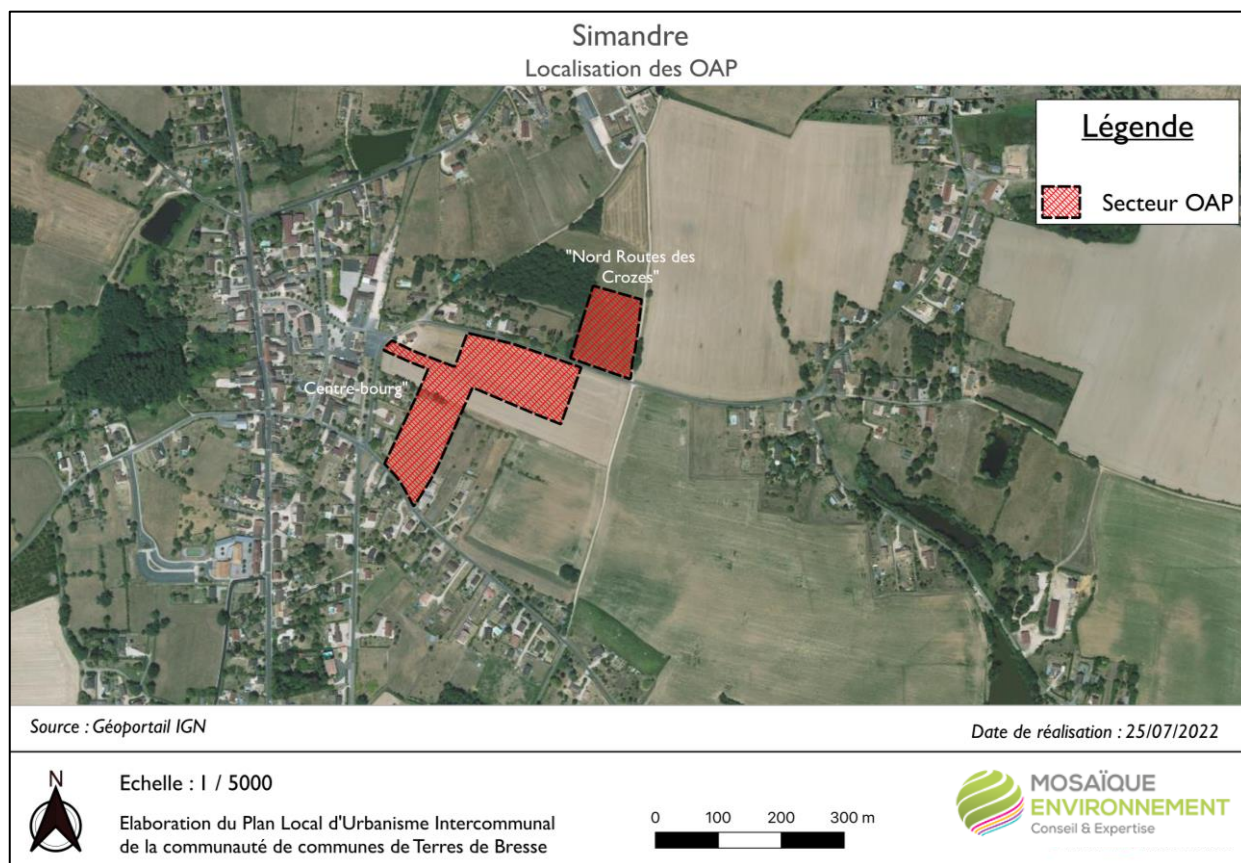 Simandre
Localisation des OAP
Légende
Secteur OAP
"Nord Routes des
Crozes"
Centre-bourg"
Source : Géoportail IGN
Date de réalisation : 25/07/2022
N
Echelle : 1 / 5000
Elaboration du Plan Local d'Urbanisme Intercommunal
de la communauté de communes de Terres de Bresse
0 100 200 300 m
MOSAÏQUE
ENVIRONNEMENT
Conseil & Expertise